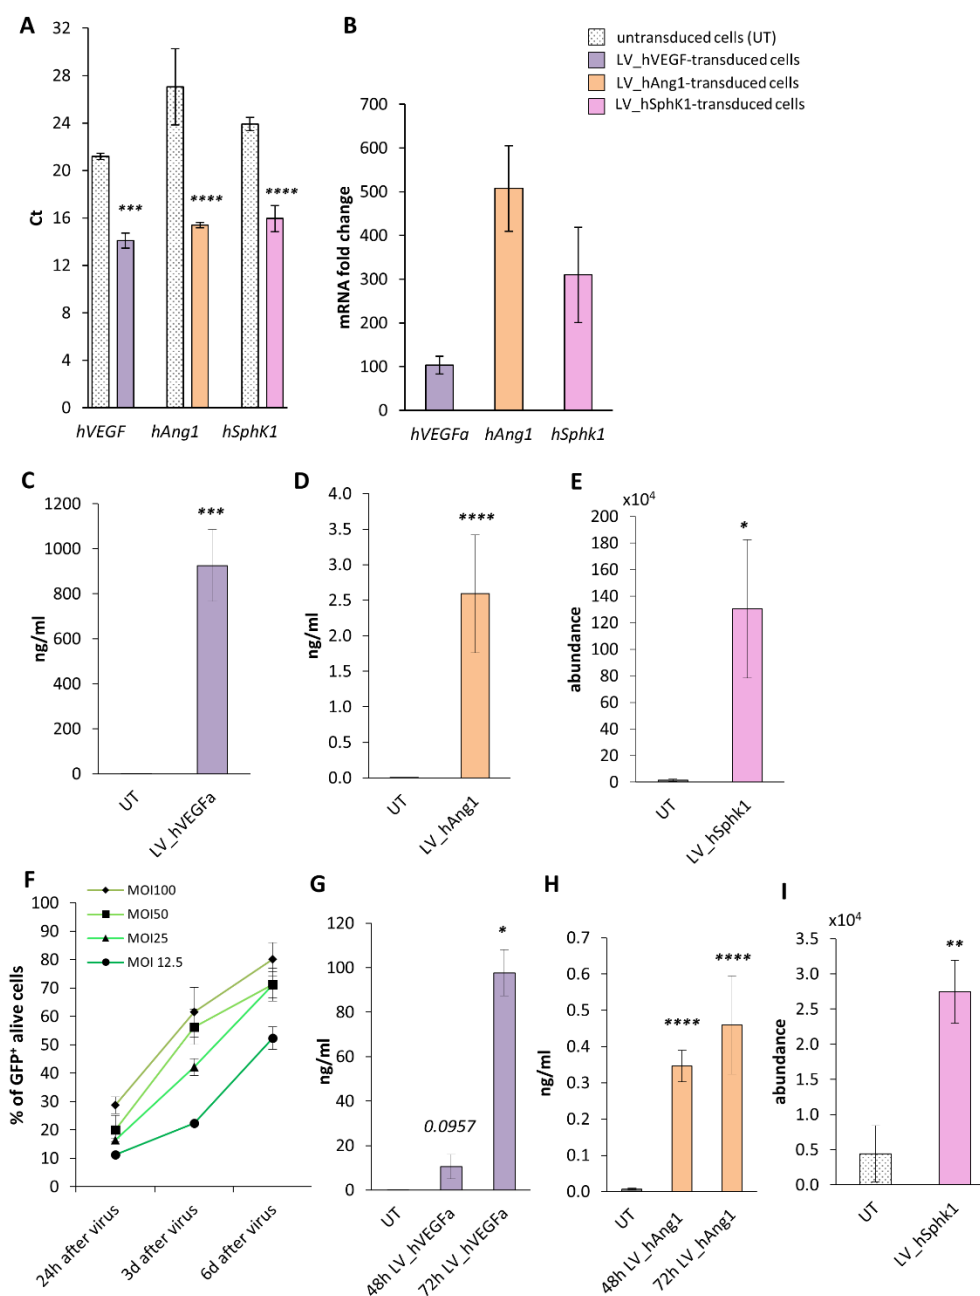 A
32
28
24
20
16
12
8
4
0
Ct
***
****
****
hVEGF hAng1 hSphK1
B
untransduced cells (UT)
LV_hVEGF-transduced cells
LV_hAng1-transduced cells
LV_hSphK1-transduced cells
700
600
500
400
300
200
100
0
mRNA fold change
hVEGFa hAng1 hSphk1
C
1200
1000
800
600
400
200
0
ng/ml
***
UT
LV_hVEGFa
D
4.0
3.5
3.0
2.5
2.0
1.5
1.0
0.5
0.0
ng/ml
****
UT
LV_hAng1
E
x10⁴
200
180
160
140
120
100
80
60
40
20
0
abundance
*
UT
LV_hSphk1
F
MOI100
MOI50
MOI25
MOI 12.5
100
90
80
70
60
50
40
30
20
10
0
% of GFP⁺ alive cells
24h after virus
3d after virus
6d after virus
G
120
100
80
60
40
20
0
ng/ml
0.0957
*
UT
48h LV_hVEGFa
72h LV_hVEGFa
H
0.7
0.6
0.5
0.4
0.3
0.2
0.1
0.0
ng/ml
****
****
UT
48h LV_hAng1
72h LV_hAng1
I
x10⁴
3.5
3.0
2.5
2.0
1.5
1.0
0.5
0.0
abundance
**
UT
LV_hSphk1